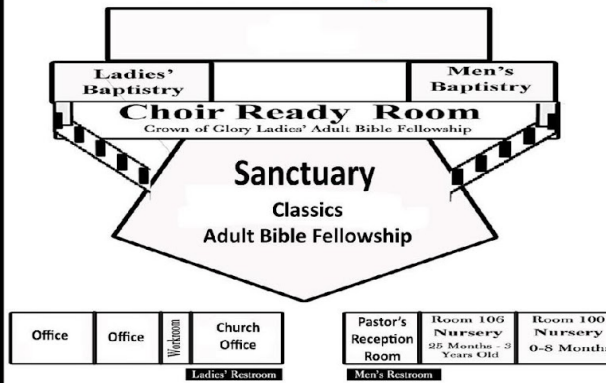 Ladies'
Baptistry
Men's
Baptistry
Choir Ready Room
Crown of Glory Ladies' Adult Bible Fellowship
Sanctuary
Classics
Adult Bible Fellowship
Office
Office
Workroom
Church
Office
Ladies' Restroom
Pastor's
Reception
Room
Men's Restroom
Room 106
Nursery
25 Months - 3
Years Old
Room 100
Nursery
0-8 Months